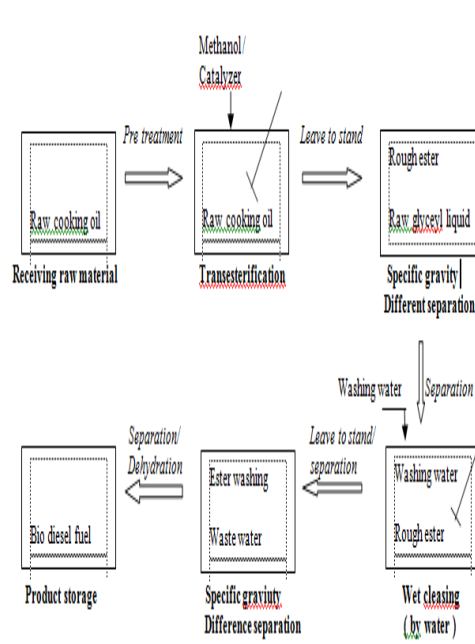 Methanol/
Catalyzer
Pre treatment
Leave to stand
Raw cooking oil
Raw cooking oil
Rough ester
Raw glyceyl liquid
Receiving raw material
Transesterification
Specific gravity
Different separation
Washing water
Separation
Separation/
Dehydration
Leave to stand/
separation
Bio diesel fuel
Ester washing
Waste water
Washing water
Rough ester
Product storage
Specific graviuty
Difference separation
Wet cleasing
( by water )